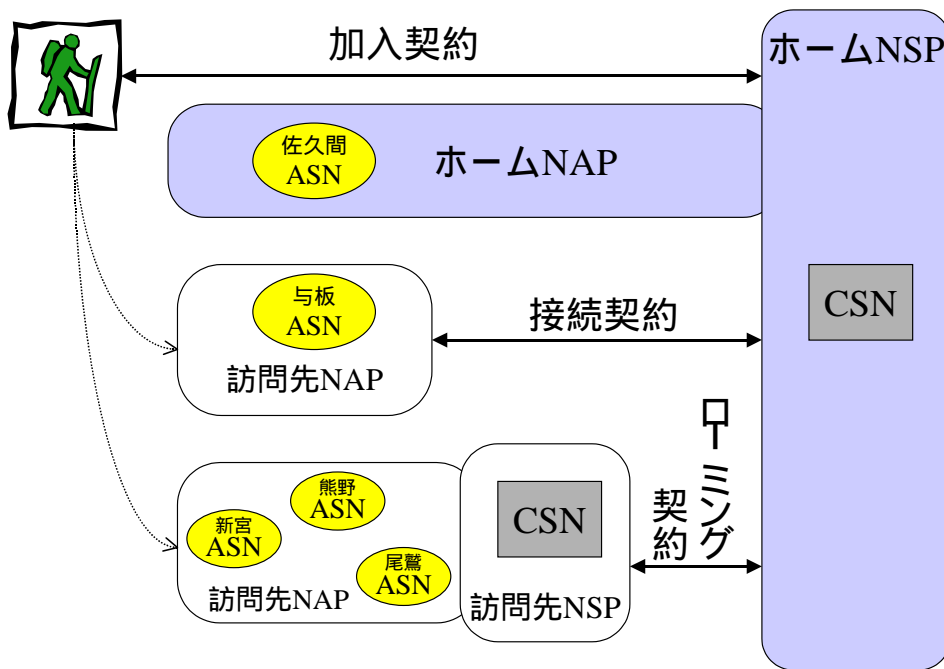 加入契約
ホームNSP
佐久間
ASN
ホームNAP
与板
ASN
訪問先NAP
接続契約
CSN
ローミング
契約
熊野
ASN
新宮
ASN
尾鷲
ASN
訪問先NAP
CSN
訪問先NSP